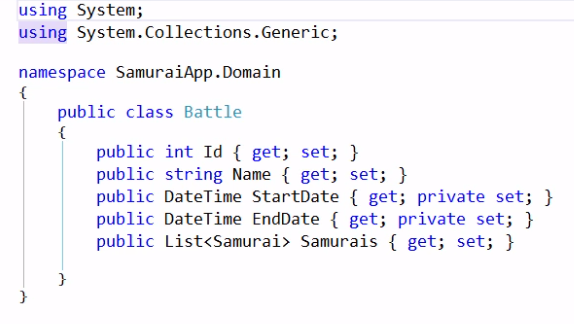 using System;
using System.Collections.Generic;
namespace SamuraiApp.Domain
{
public class Battle
{
public int Id { get; set; }
public string Name { get; set; }
public DateTime StartDate { get; private set; }
public DateTime EndDate { get; private set; }
public List<Samurai> Samurais { get; set; }
}
}